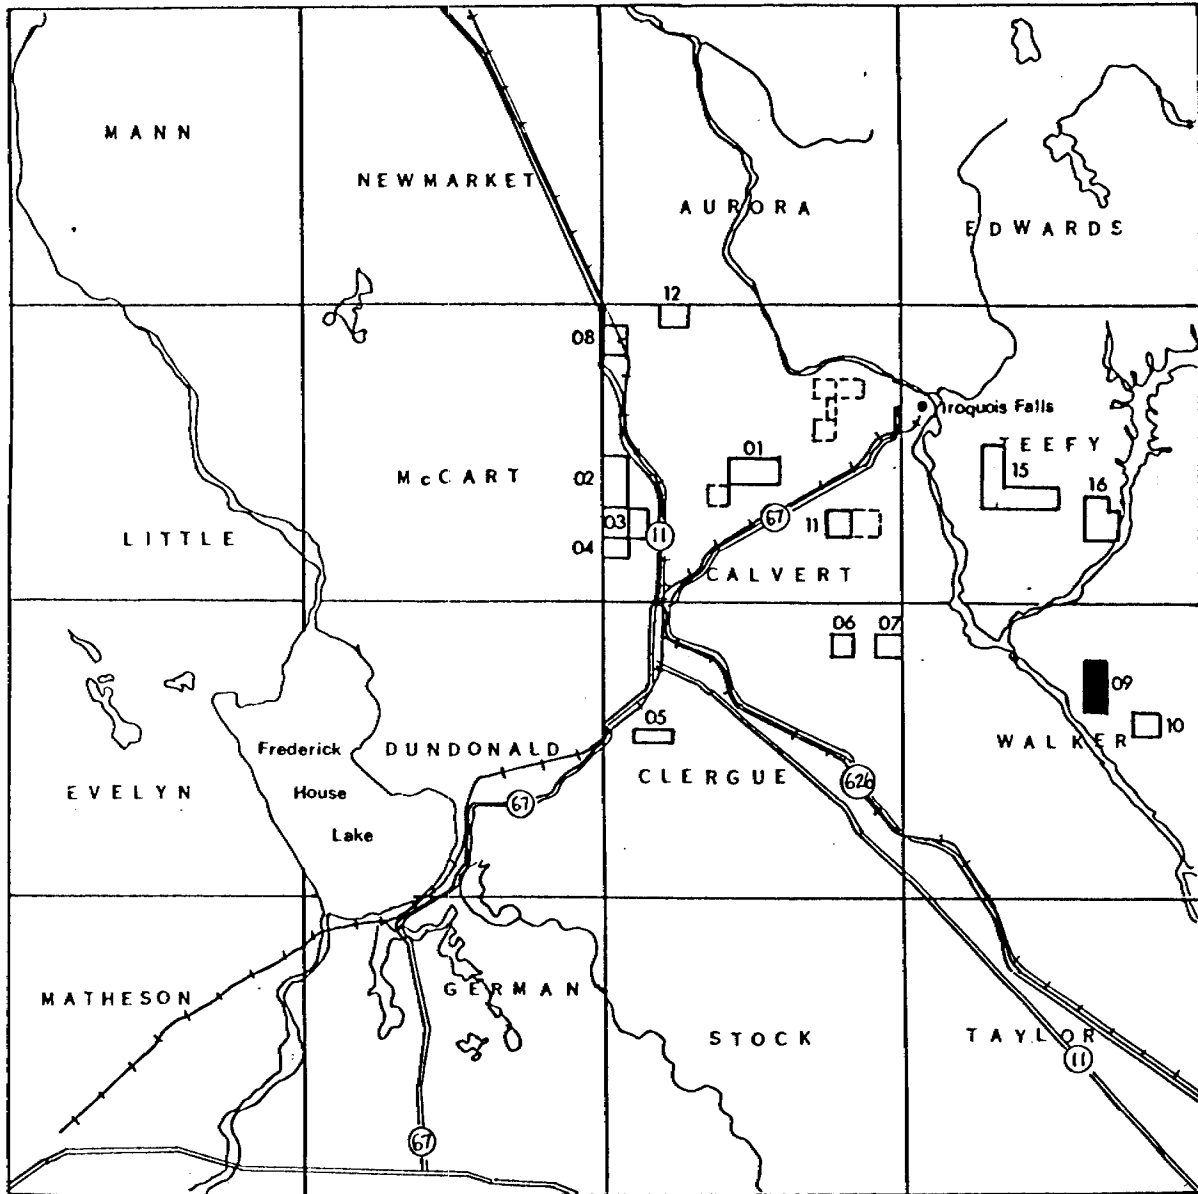 MANN
NEWMARKET
AURORA
EDWARDS
12
08
Iroquois Falls
TEEFY
01
15
16
McCART
02
03
04
11
67
11
LITTLE
CALVERT
06
07
09
10
05
WALKER
Frederick
House
Lake
DUNDONALD
CLERGUE
EVELYN
67
626
MATHESON
GERMAN
STOCK
TAYLOR
11
67